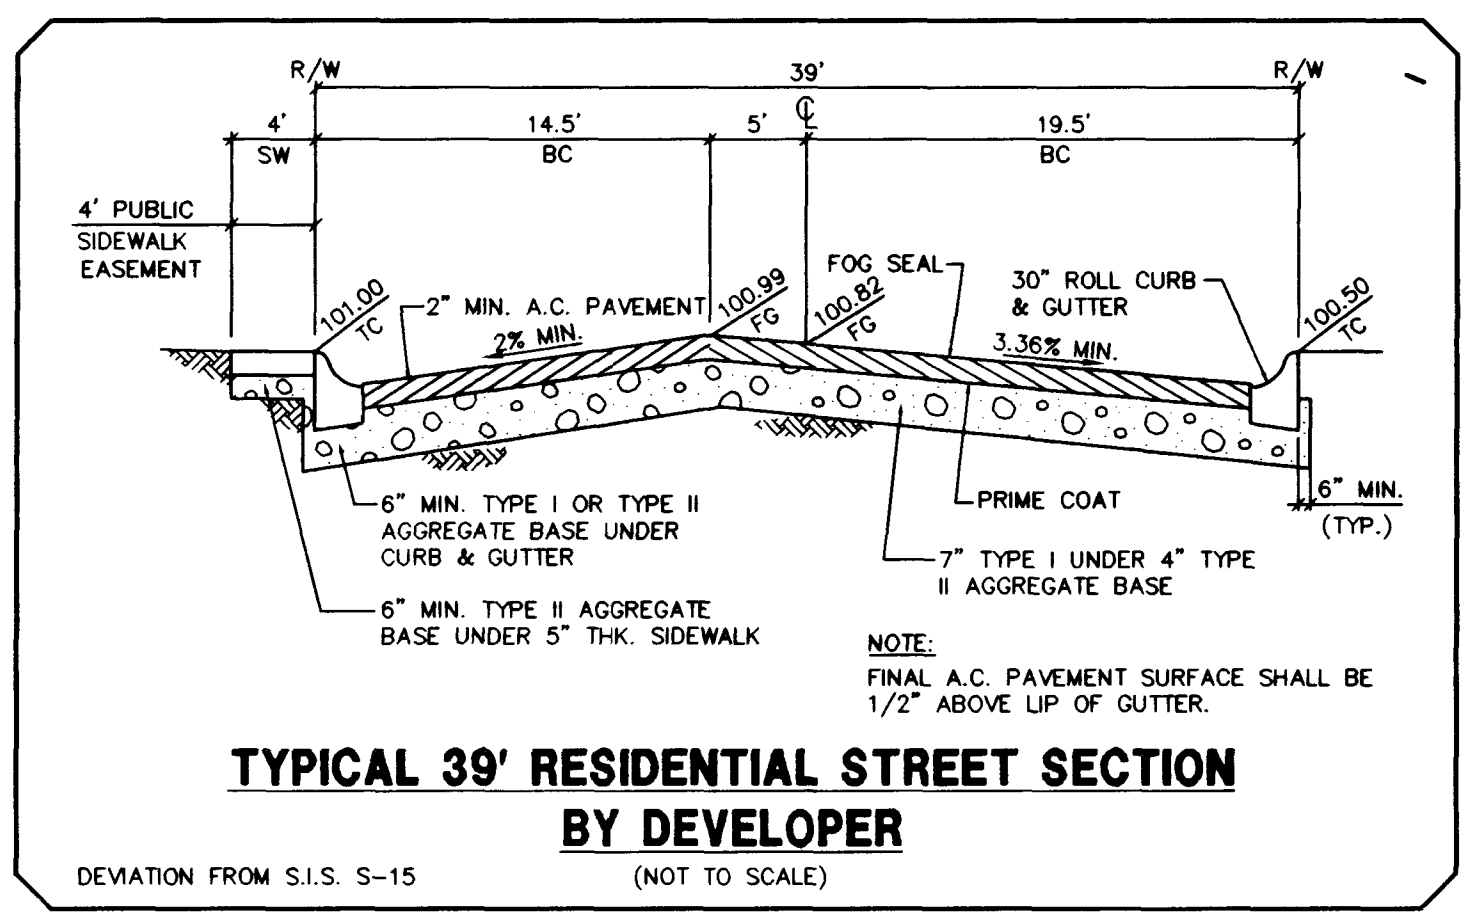 R/W
39'
R/W
4'
14.5'
5'
℄
19.5'
SW
BC
BC
4' PUBLIC
SIDEWALK
EASEMENT
101.00
TC
2" MIN. A.C. PAVEMENT
2% MIN.
100.99
FG
100.82
FG
FOG SEAL
30" ROLL CURB
& GUTTER
3.36% MIN.
100.50
TC
6" MIN. TYPE I OR TYPE II
AGGREGATE BASE UNDER
CURB & GUTTER
6" MIN. TYPE II AGGREGATE
BASE UNDER 5" THK. SIDEWALK
PRIME COAT
7" TYPE I UNDER 4" TYPE
II AGGREGATE BASE
6" MIN.
(TYP.)
NOTE:
FINAL A.C. PAVEMENT SURFACE SHALL BE
1/2" ABOVE LIP OF GUTTER.
TYPICAL 39' RESIDENTIAL STREET SECTION
BY DEVELOPER
DEVIATION FROM S.I.S. S-15
(NOT TO SCALE)